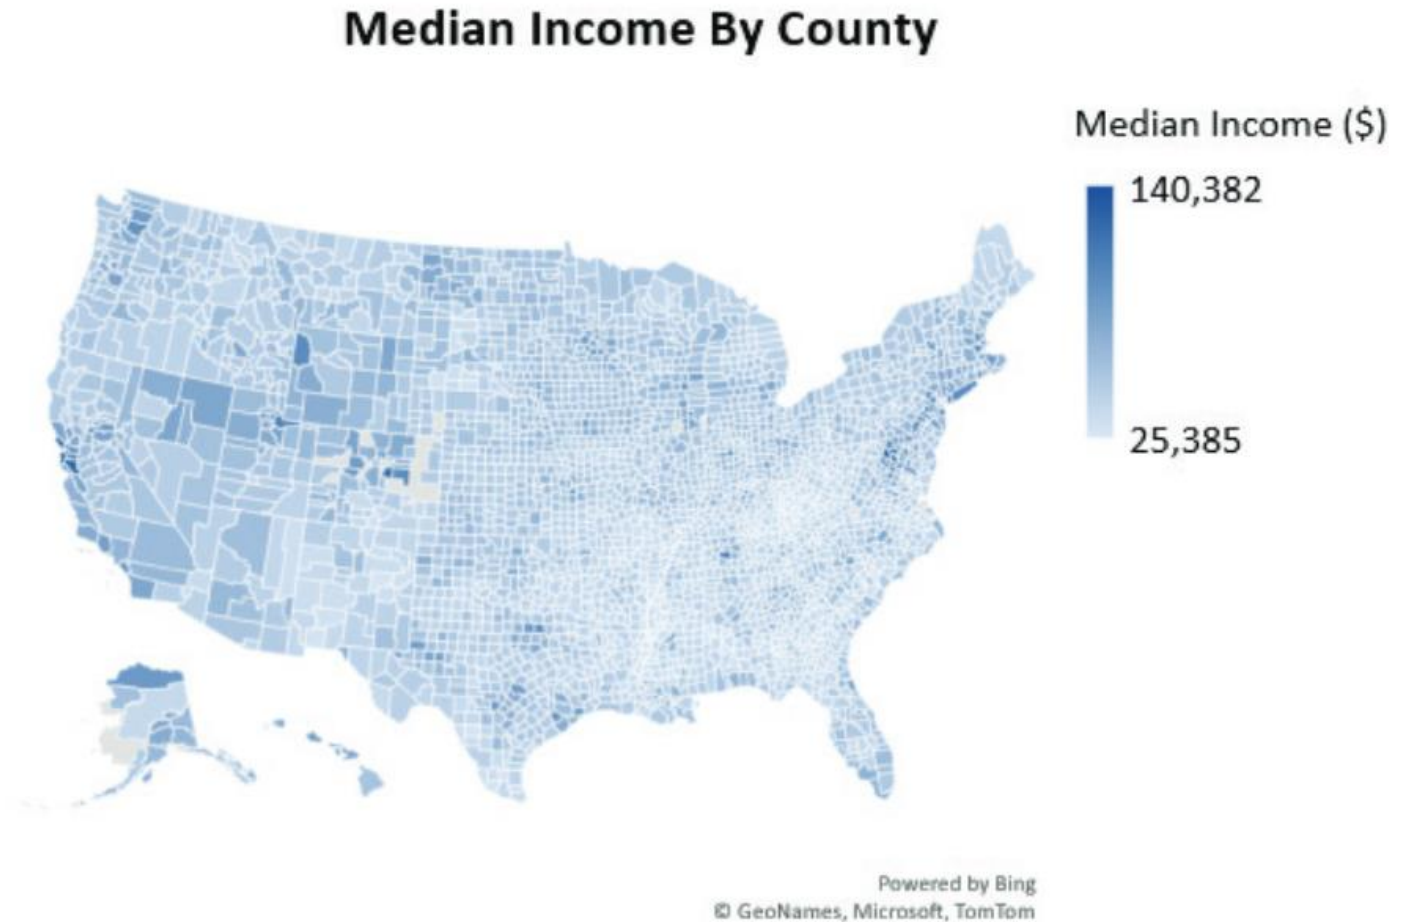 Median Income By County
Median Income ($)
140,382
25,385
Powered by Bing
© GeoNames, Microsoft, TomTom